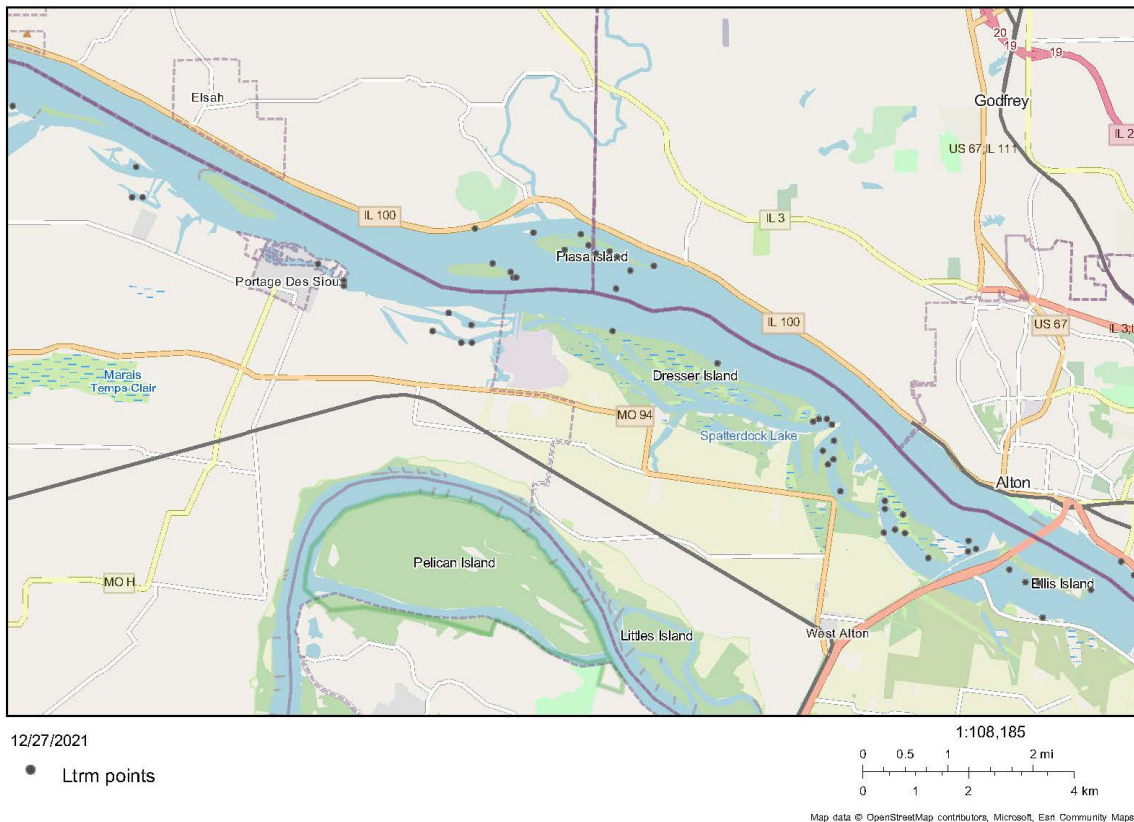 20
19
19
Godfrey
IL 2
Elsah
US 67;IL 111
IL 100
IL 3
Piasa Island
Portage Des Sioux
IL 100
US 67
IL 3;I
Marais
Temps Clair
Dresser Island
MO 94
Spatterdock Lake
Alton
Pelican Island
MO H
Ellis Island
Littles Island
West Alton
12/27/2021
Ltrm points
1:108,185
0 0.5 1 2 mi
0 1 2 4 km
Map data © OpenStreetMap contributors, Microsoft, Esri Community Maps